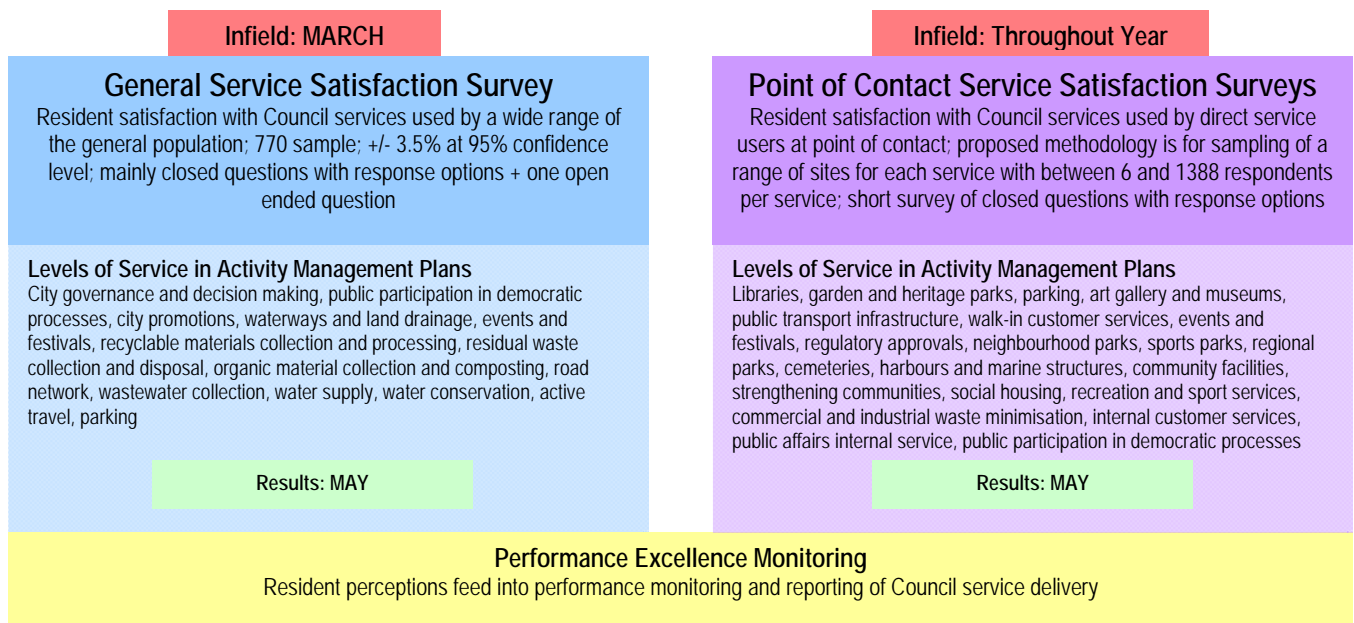 Infield: MARCH
General Service Satisfaction Survey
Resident satisfaction with Council services used by a wide range of
the general population; 770 sample; +/- 3.5% at 95% confidence
level; mainly closed questions with response options + one open
ended question
Levels of Service in Activity Management Plans
City governance and decision making, public participation in democratic
processes, city promotions, waterways and land drainage, events and
festivals, recyclable materials collection and processing, residual waste
collection and disposal, organic material collection and composting, road
network, wastewater collection, water supply, water conservation, active
travel, parking
Results: MAY
Infield: Throughout Year
Point of Contact Service Satisfaction Surveys
Resident satisfaction with Council services used by direct service
users at point of contact; proposed methodology is for sampling of a
range of sites for each service with between 6 and 1388 respondents
per service; short survey of closed questions with response options
Levels of Service in Activity Management Plans
Libraries, garden and heritage parks, parking, art gallery and museums,
public transport infrastructure, walk-in customer services, events and
festivals, regulatory approvals, neighbourhood parks, sports parks, regional
parks, cemeteries, harbours and marine structures, community facilities,
strengthening communities, social housing, recreation and sport services,
commercial and industrial waste minimisation, internal customer services,
public affairs internal service, public participation in democratic processes
Results: MAY
Performance Excellence Monitoring
Resident perceptions feed into performance monitoring and reporting of Council service delivery